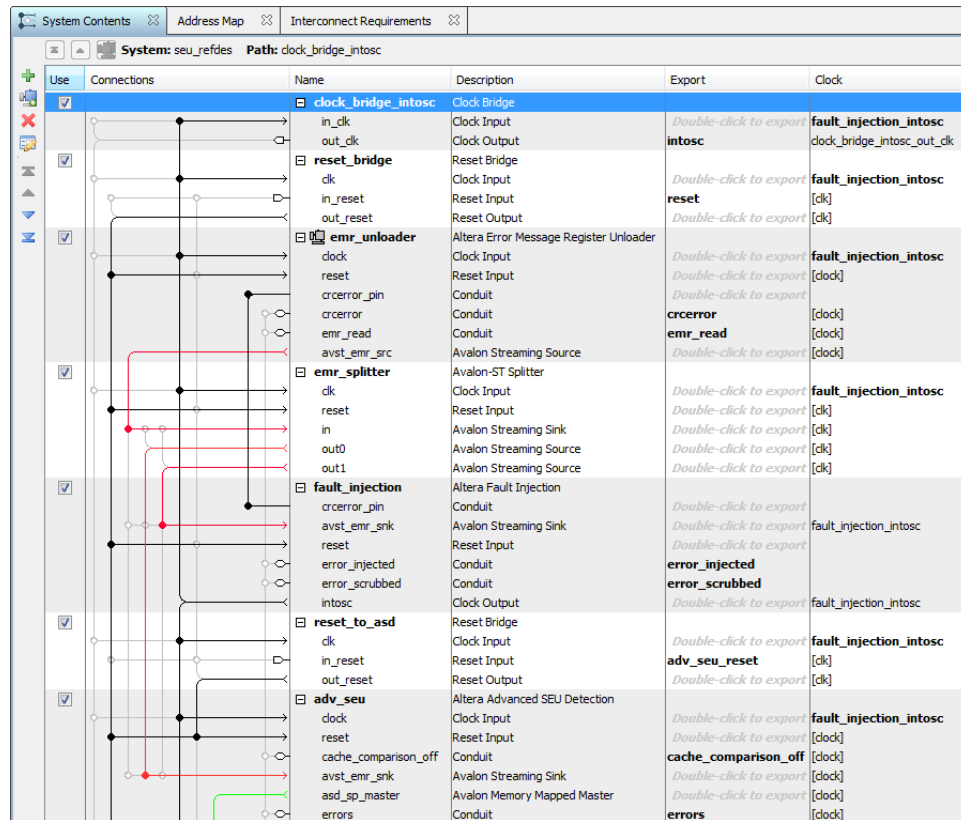 System Contents Address Map Interconnect Requirements
System: seu_refdes Path: clock_bridge_intosc
Use Connections Name Description Export Clock
clock_bridge_intosc Clock Bridge
in_clk Clock Input Double-click to export fault_injection_intosc
out_clk Clock Output intosc clock_bridge_intosc_out_clk
reset_bridge Reset Bridge
clk Clock Input Double-click to export fault_injection_intosc
in_reset Reset Input reset [clk]
out_reset Reset Output Double-click to export [clk]
emr_unloader Altera Error Message Register Unloader
clock Clock Input Double-click to export fault_injection_intosc
reset Reset Input Double-click to export [clock]
crcerror_pin Conduit Double-click to export
crcerror Conduit crcerror [clock]
emr_read Conduit emr_read [clock]
avst_emr_src Avalon Streaming Source Double-click to export [clock]
emr_splitter Avalon-ST Splitter
clk Clock Input Double-click to export fault_injection_intosc
reset Reset Input Double-click to export [clk]
in Avalon Streaming Sink Double-click to export [clk]
out0 Avalon Streaming Source Double-click to export [clk]
out1 Avalon Streaming Source Double-click to export [clk]
fault_injection Altera Fault Injection
crcerror_pin Conduit Double-click to export
avst_emr_snk Avalon Streaming Sink Double-click to export fault_injection_intosc
reset Reset Input Double-click to export
error_injected Conduit error_injected
error_scrubbed Conduit error_scrubbed
intosc Clock Output Double-click to export fault_injection_intosc
reset_to_asd Reset Bridge
clk Clock Input Double-click to export fault_injection_intosc
in_reset Reset Input adv_seu_reset [clk]
out_reset Reset Output Double-click to export [clk]
adv_seu Altera Advanced SEU Detection
clock Clock Input Double-click to export fault_injection_intosc
reset Reset Input Double-click to export [clock]
cache_comparison_off Conduit cache_comparison_off [clock]
avst_emr_snk Avalon Streaming Sink Double-click to export [clock]
asd_sp_master Avalon Memory Mapped Master Double-click to export [clock]
errors Conduit errors [clock]